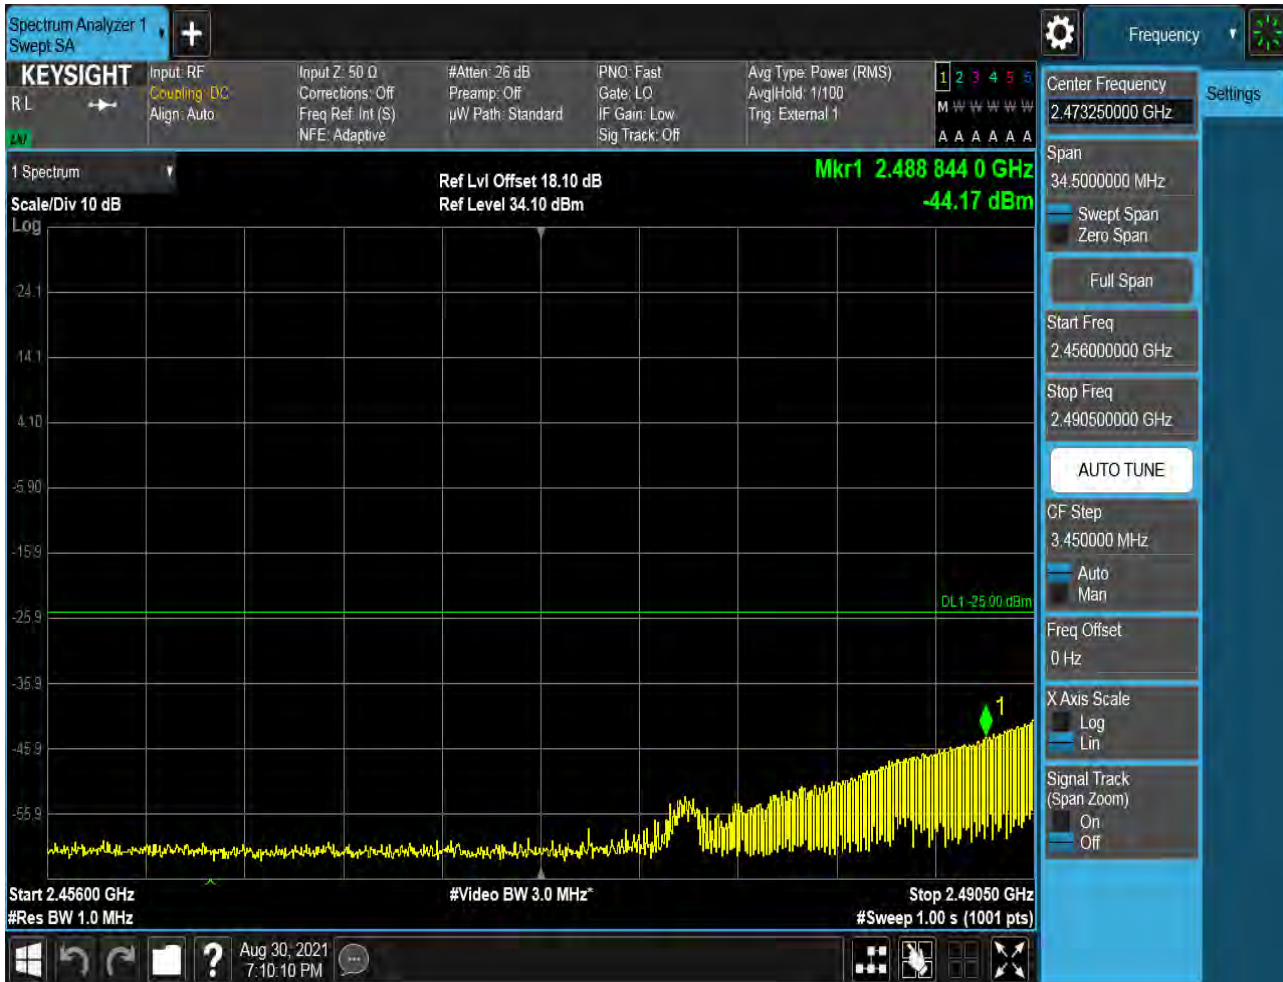 Spectrum Analyzer 1
Swept SA
Frequency
KEYSIGHT
R L
LXI
Input: RF
Coupling: DC
Align: Auto
Input Z: 50 Ω
Corrections: Off
Freq Ref: Int (S)
NFE: Adaptive
#Atten: 26 dB
Preamp: Off
µW Path: Standard
PNO: Fast
Gate: LO
IF Gain: Low
Sig Track: Off
Avg Type: Power (RMS)
Avg|Hold: 1/100
Trig: External 1
1 2 3 4 5 6
M W W W W W
A A A A A A
1 Spectrum
Scale/Div 10 dB
Log
Ref Lvl Offset 18.10 dB
Ref Level 34.10 dBm
Mkr1 2.488 844 0 GHz
-44.17 dBm
24.1
14.1
4.10
-5.90
-15.9
-25.9
-35.9
-45.9
-55.9
DL1 -25.00 dBm
1
Start 2.45600 GHz
#Res BW 1.0 MHz
#Video BW 3.0 MHz*
Stop 2.49050 GHz
#Sweep 1.00 s (1001 pts)
Center Frequency
2.473250000 GHz
Settings
Span
34.5000000 MHz
Swept Span
Zero Span
Full Span
Start Freq
2.456000000 GHz
Stop Freq
2.490500000 GHz
AUTO TUNE
CF Step
3.450000 MHz
Auto
Man
Freq Offset
0 Hz
X Axis Scale
Log
Lin
Signal Track
(Span Zoom)
On
Off
?
Aug 30, 2021
7:10:10 PM